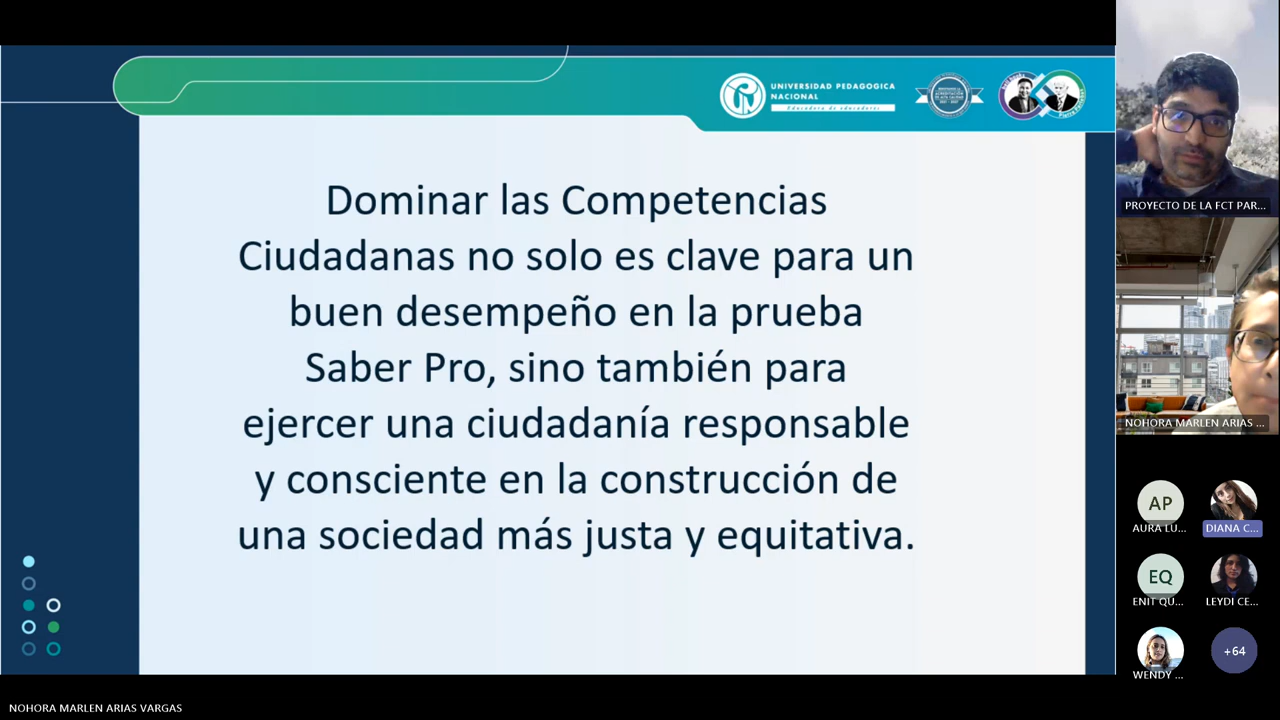 UNIVERSIDAD PEDAGOGICA
NACIONAL
Educadora de educadores
Dominar las Competencias
Ciudadanas no solo es clave para un
buen desempeño en la prueba
Saber Pro, sino también para
ejercer una ciudadanía responsable
y consciente en la construcción de
una sociedad más justa y equitativa.
PROYECTO DE LA FCT PAR...
NOHORA MARLEN ARIAS ...
AP
AURA LU...
DIANA C...
EQ
ENIT QU...
LEYDI CE...
WENDY ...
+64
NOHORA MARLEN ARIAS VARGAS